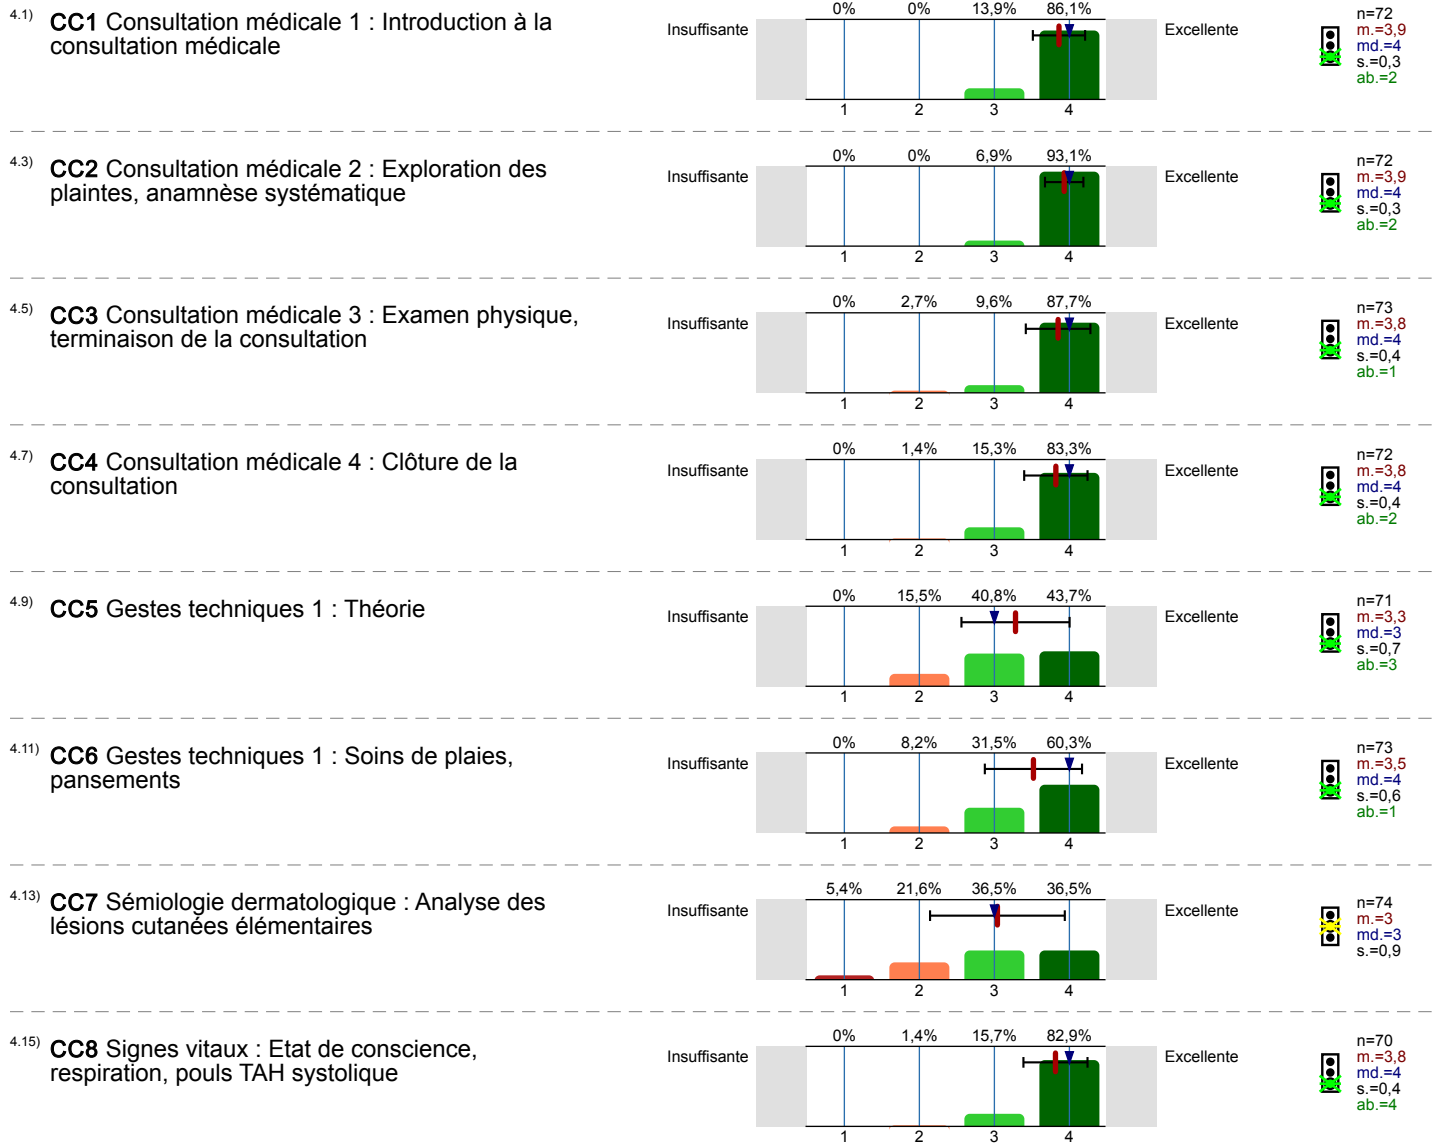 4.1) CC1 Consultation médicale 1 : Introduction à la
consultation médicale
Insuffisante
0% 0% 13,9% 86,1%
1 2 3 4
Excellente
n=72
m.=3,9
md.=4
s.=0,3
ab.=2
4.3) CC2 Consultation médicale 2 : Exploration des
plaintes, anamnèse systématique
Insuffisante
0% 0% 6,9% 93,1%
1 2 3 4
Excellente
n=72
m.=3,9
md.=4
s.=0,3
ab.=2
4.5) CC3 Consultation médicale 3 : Examen physique,
terminaison de la consultation
Insuffisante
0% 2,7% 9,6% 87,7%
1 2 3 4
Excellente
n=73
m.=3,8
md.=4
s.=0,4
ab.=1
4.7) CC4 Consultation médicale 4 : Clôture de la
consultation
Insuffisante
0% 1,4% 15,3% 83,3%
1 2 3 4
Excellente
n=72
m.=3,8
md.=4
s.=0,4
ab.=2
4.9) CC5 Gestes techniques 1 : Théorie
Insuffisante
0% 15,5% 40,8% 43,7%
1 2 3 4
Excellente
n=71
m.=3,3
md.=3
s.=0,7
ab.=3
4.11) CC6 Gestes techniques 1 : Soins de plaies,
pansements
Insuffisante
0% 8,2% 31,5% 60,3%
1 2 3 4
Excellente
n=73
m.=3,5
md.=4
s.=0,6
ab.=1
4.13) CC7 Sémiologie dermatologique : Analyse des
lésions cutanées élémentaires
Insuffisante
5,4% 21,6% 36,5% 36,5%
1 2 3 4
Excellente
n=74
m.=3
md.=3
s.=0,9
4.15) CC8 Signes vitaux : Etat de conscience,
respiration, pouls TAH systolique
Insuffisante
0% 1,4% 15,7% 82,9%
1 2 3 4
Excellente
n=70
m.=3,8
md.=4
s.=0,4
ab.=4